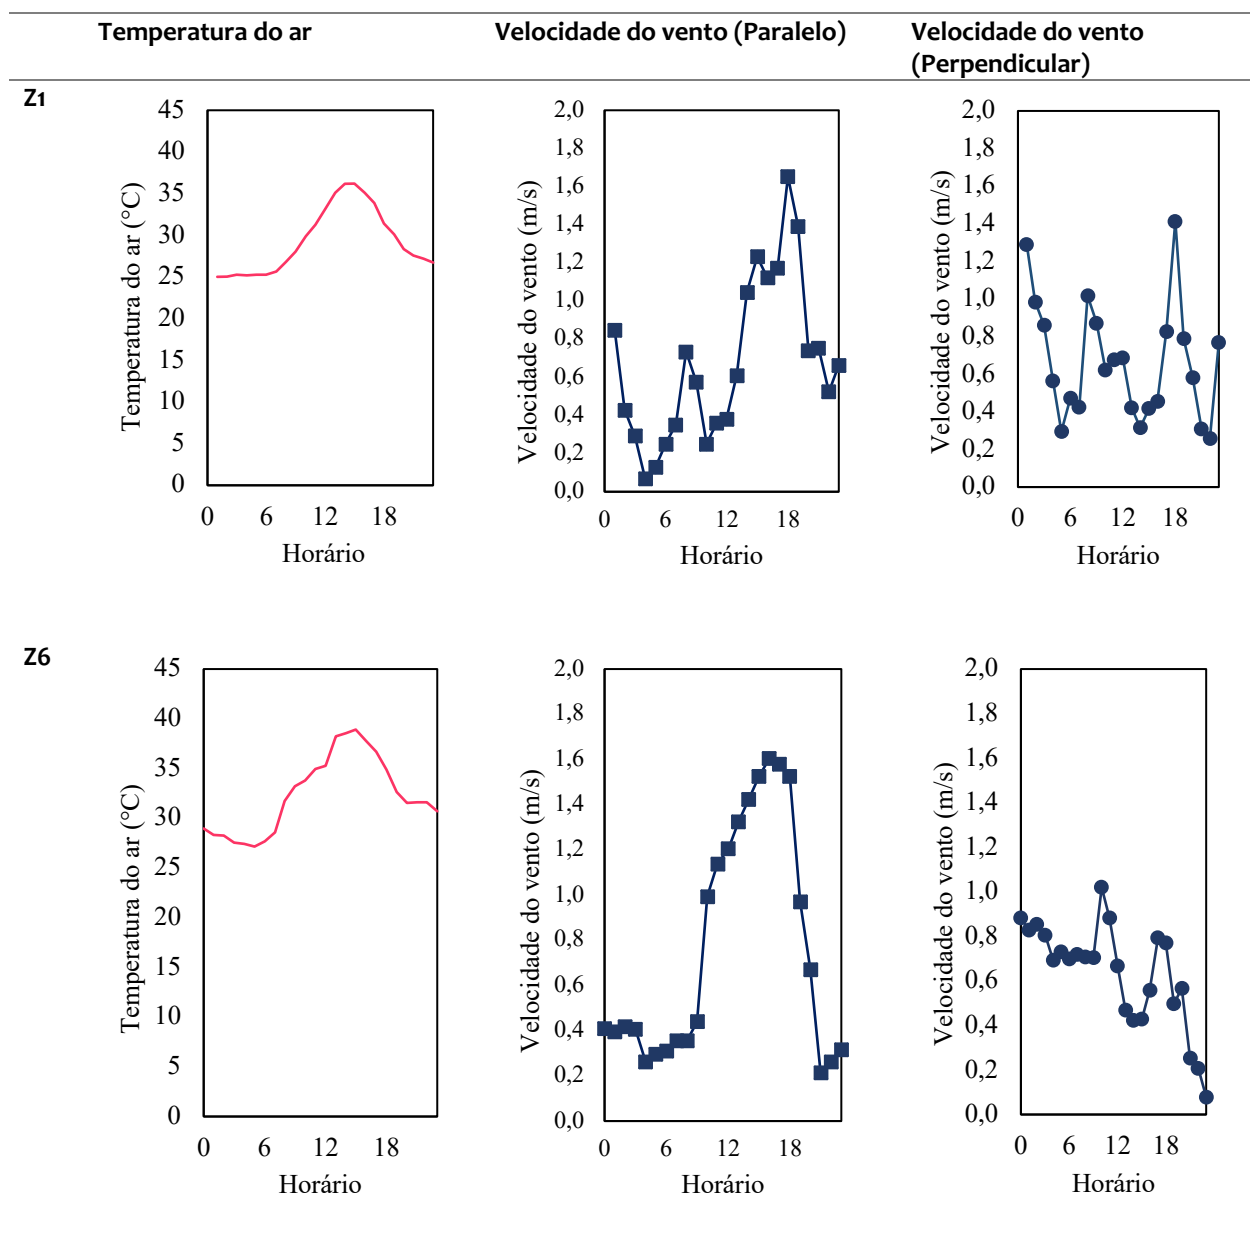 Temperatura do ar
Velocidade do vento (Paralelo)
Velocidade do vento
(Perpendicular)
Z1
45
40
35
30
25
20
15
10
5
0
Temperatura do ar (°C)
0 6 12 18
Horário
2,0
1,8
1,6
1,4
1,2
1,0
0,8
0,6
0,4
0,2
0,0
Velocidade do vento (m/s)
0 6 12 18
Horário
2,0
1,8
1,6
1,4
1,2
1,0
0,8
0,6
0,4
0,2
0,0
Velocidade do vento (m/s)
0 6 12 18
Horário
Z6
45
40
35
30
25
20
15
10
5
0
Temperatura do ar (°C)
0 6 12 18
Horário
2,0
1,8
1,6
1,4
1,2
1,0
0,8
0,6
0,4
0,2
0,0
Velocidade do vento (m/s)
0 6 12 18
Horário
2,0
1,8
1,6
1,4
1,2
1,0
0,8
0,6
0,4
0,2
0,0
Velocidade do vento (m/s)
0 6 12 18
Horário